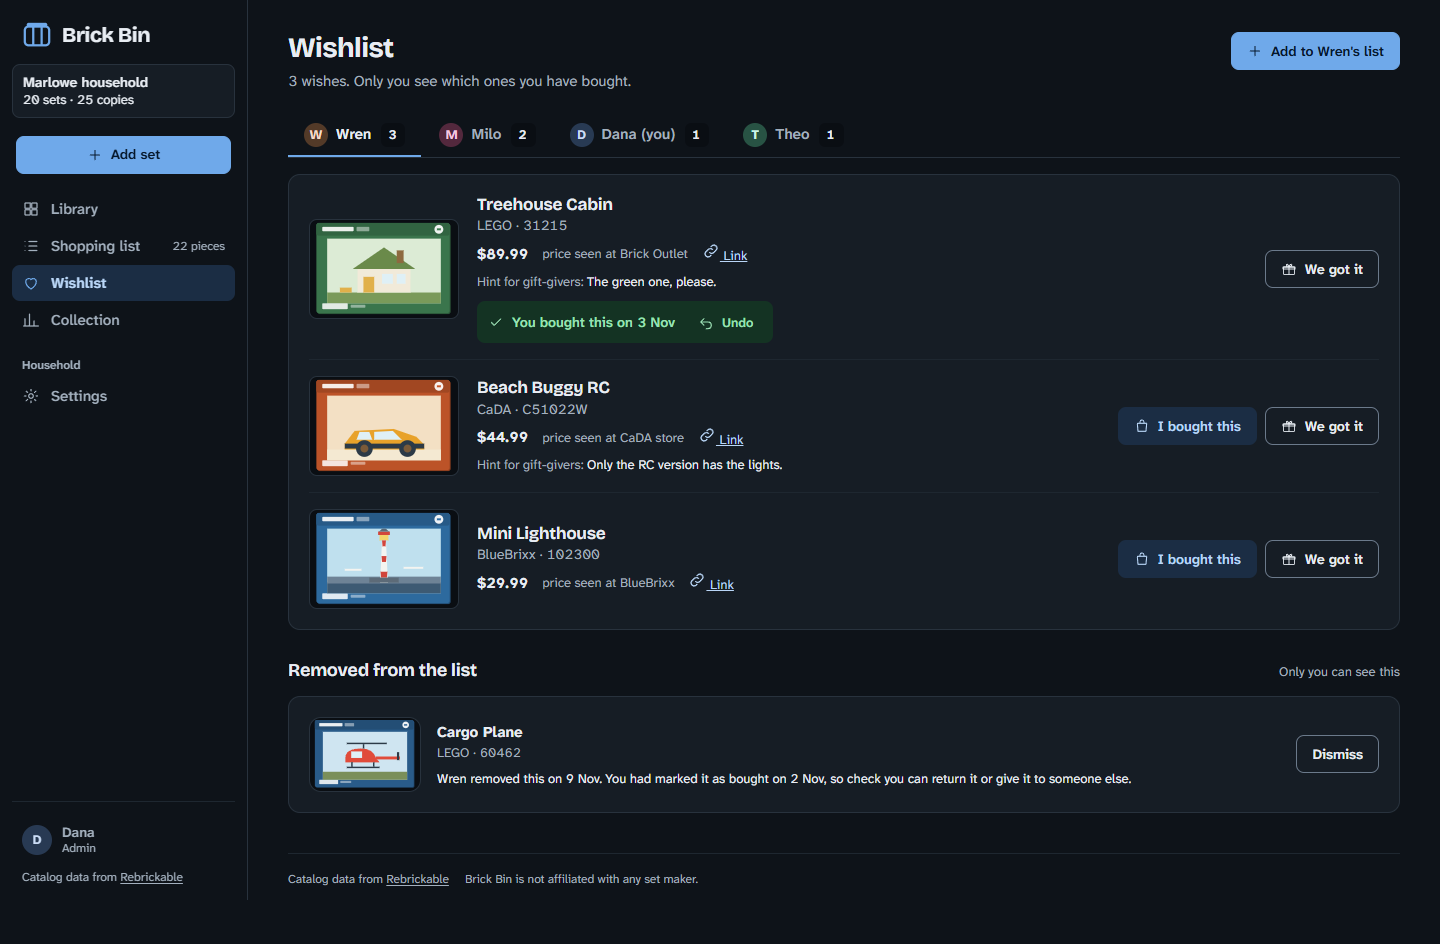 Brick Bin
Marlowe household
20 sets · 25 copies
Add set
Library
Shopping list 22 pieces
Wishlist
Collection
Household
Settings
D Dana
Admin
Catalog data from Rebrickable
Wishlist
3 wishes. Only you see which ones you have bought.
Add to Wren's list
W Wren 3 M Milo 2 D Dana (you) 1 T Theo 1
Treehouse Cabin
LEGO · 31215
$89.99 price seen at Brick Outlet Link
Hint for gift-givers: The green one, please.
You bought this on 3 Nov Undo
We got it
Beach Buggy RC
CaDA · C51022W
$44.99 price seen at CaDA store Link
Hint for gift-givers: Only the RC version has the lights.
I bought this We got it
Mini Lighthouse
BlueBrixx · 102300
$29.99 price seen at BlueBrixx Link
I bought this We got it
Removed from the list
Only you can see this
Cargo Plane
LEGO · 60462
Wren removed this on 9 Nov. You had marked it as bought on 2 Nov, so check you can return it or give it to someone else.
Dismiss
Catalog data from Rebrickable Brick Bin is not affiliated with any set maker.